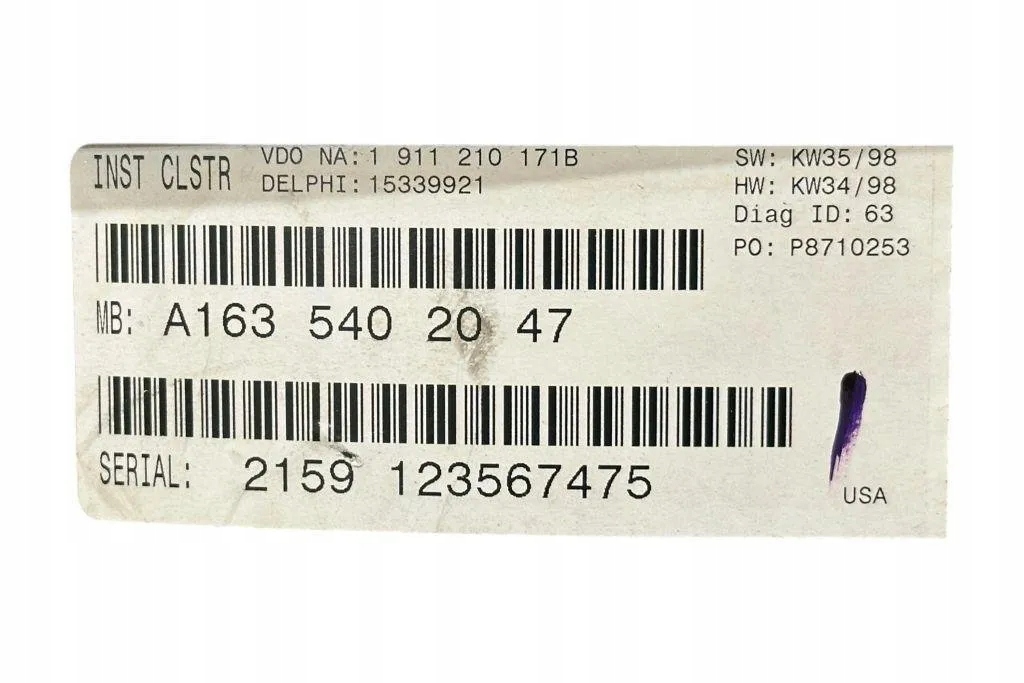 INST CLSTR
VDO NA: 1 911 210 171B
DELPHI: 15339921
SW: KW35/98
HW: KW34/98
Diag ID: 63
PO: P8710253
MB: A163 540 20 47
SERIAL: 2159 123567475
USA